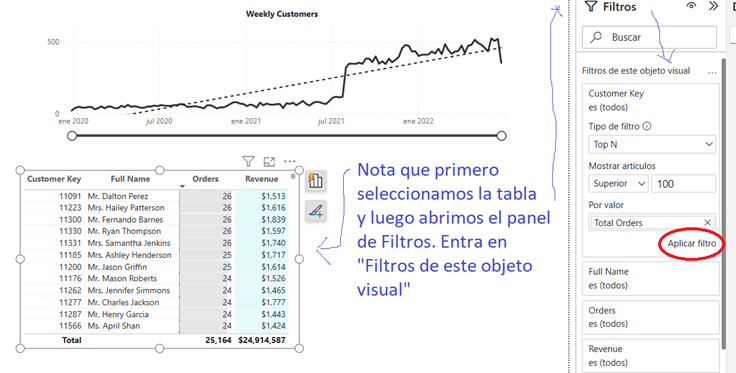 Weekly Customers
500
0
ene 2020 jul 2020 ene 2021 jul 2021 ene 2022
Customer Key Full Name Orders Revenue
11091 Mr. Dalton Perez 26 $1,513
11223 Mrs. Hailey Patterson 26 $1,616
11300 Mr. Fernando Barnes 26 $1,839
11330 Mr. Ryan Thompson 26 $1,597
11331 Mrs. Samantha Jenkins 26 $1,740
11185 Mrs. Ashley Henderson 25 $1,717
11200 Mr. Jason Griffin 25 $1,614
11176 Mr. Mason Roberts 24 $1,526
11262 Mrs. Jennifer Simmons 24 $1,465
11277 Mr. Charles Jackson 24 $1,777
11287 Mr. Henry Garcia 24 $1,443
11566 Ms. April Shan 24 $1,424
Total 25,164 $24,914,587
Nota que primero
seleccionamos la tabla
y luego abrimos el panel
de Filtros. Entra en
"Filtros de este objeto
visual"
Filtros
Buscar
Filtros de este objeto visual
Customer Key
es (todos)
Tipo de filtro
Top N
Mostrar artículos
Superior 100
Por valor
Total Orders
Aplicar filtro
Full Name
es (todos)
Orders
es (todos)
Revenue
es (todos)